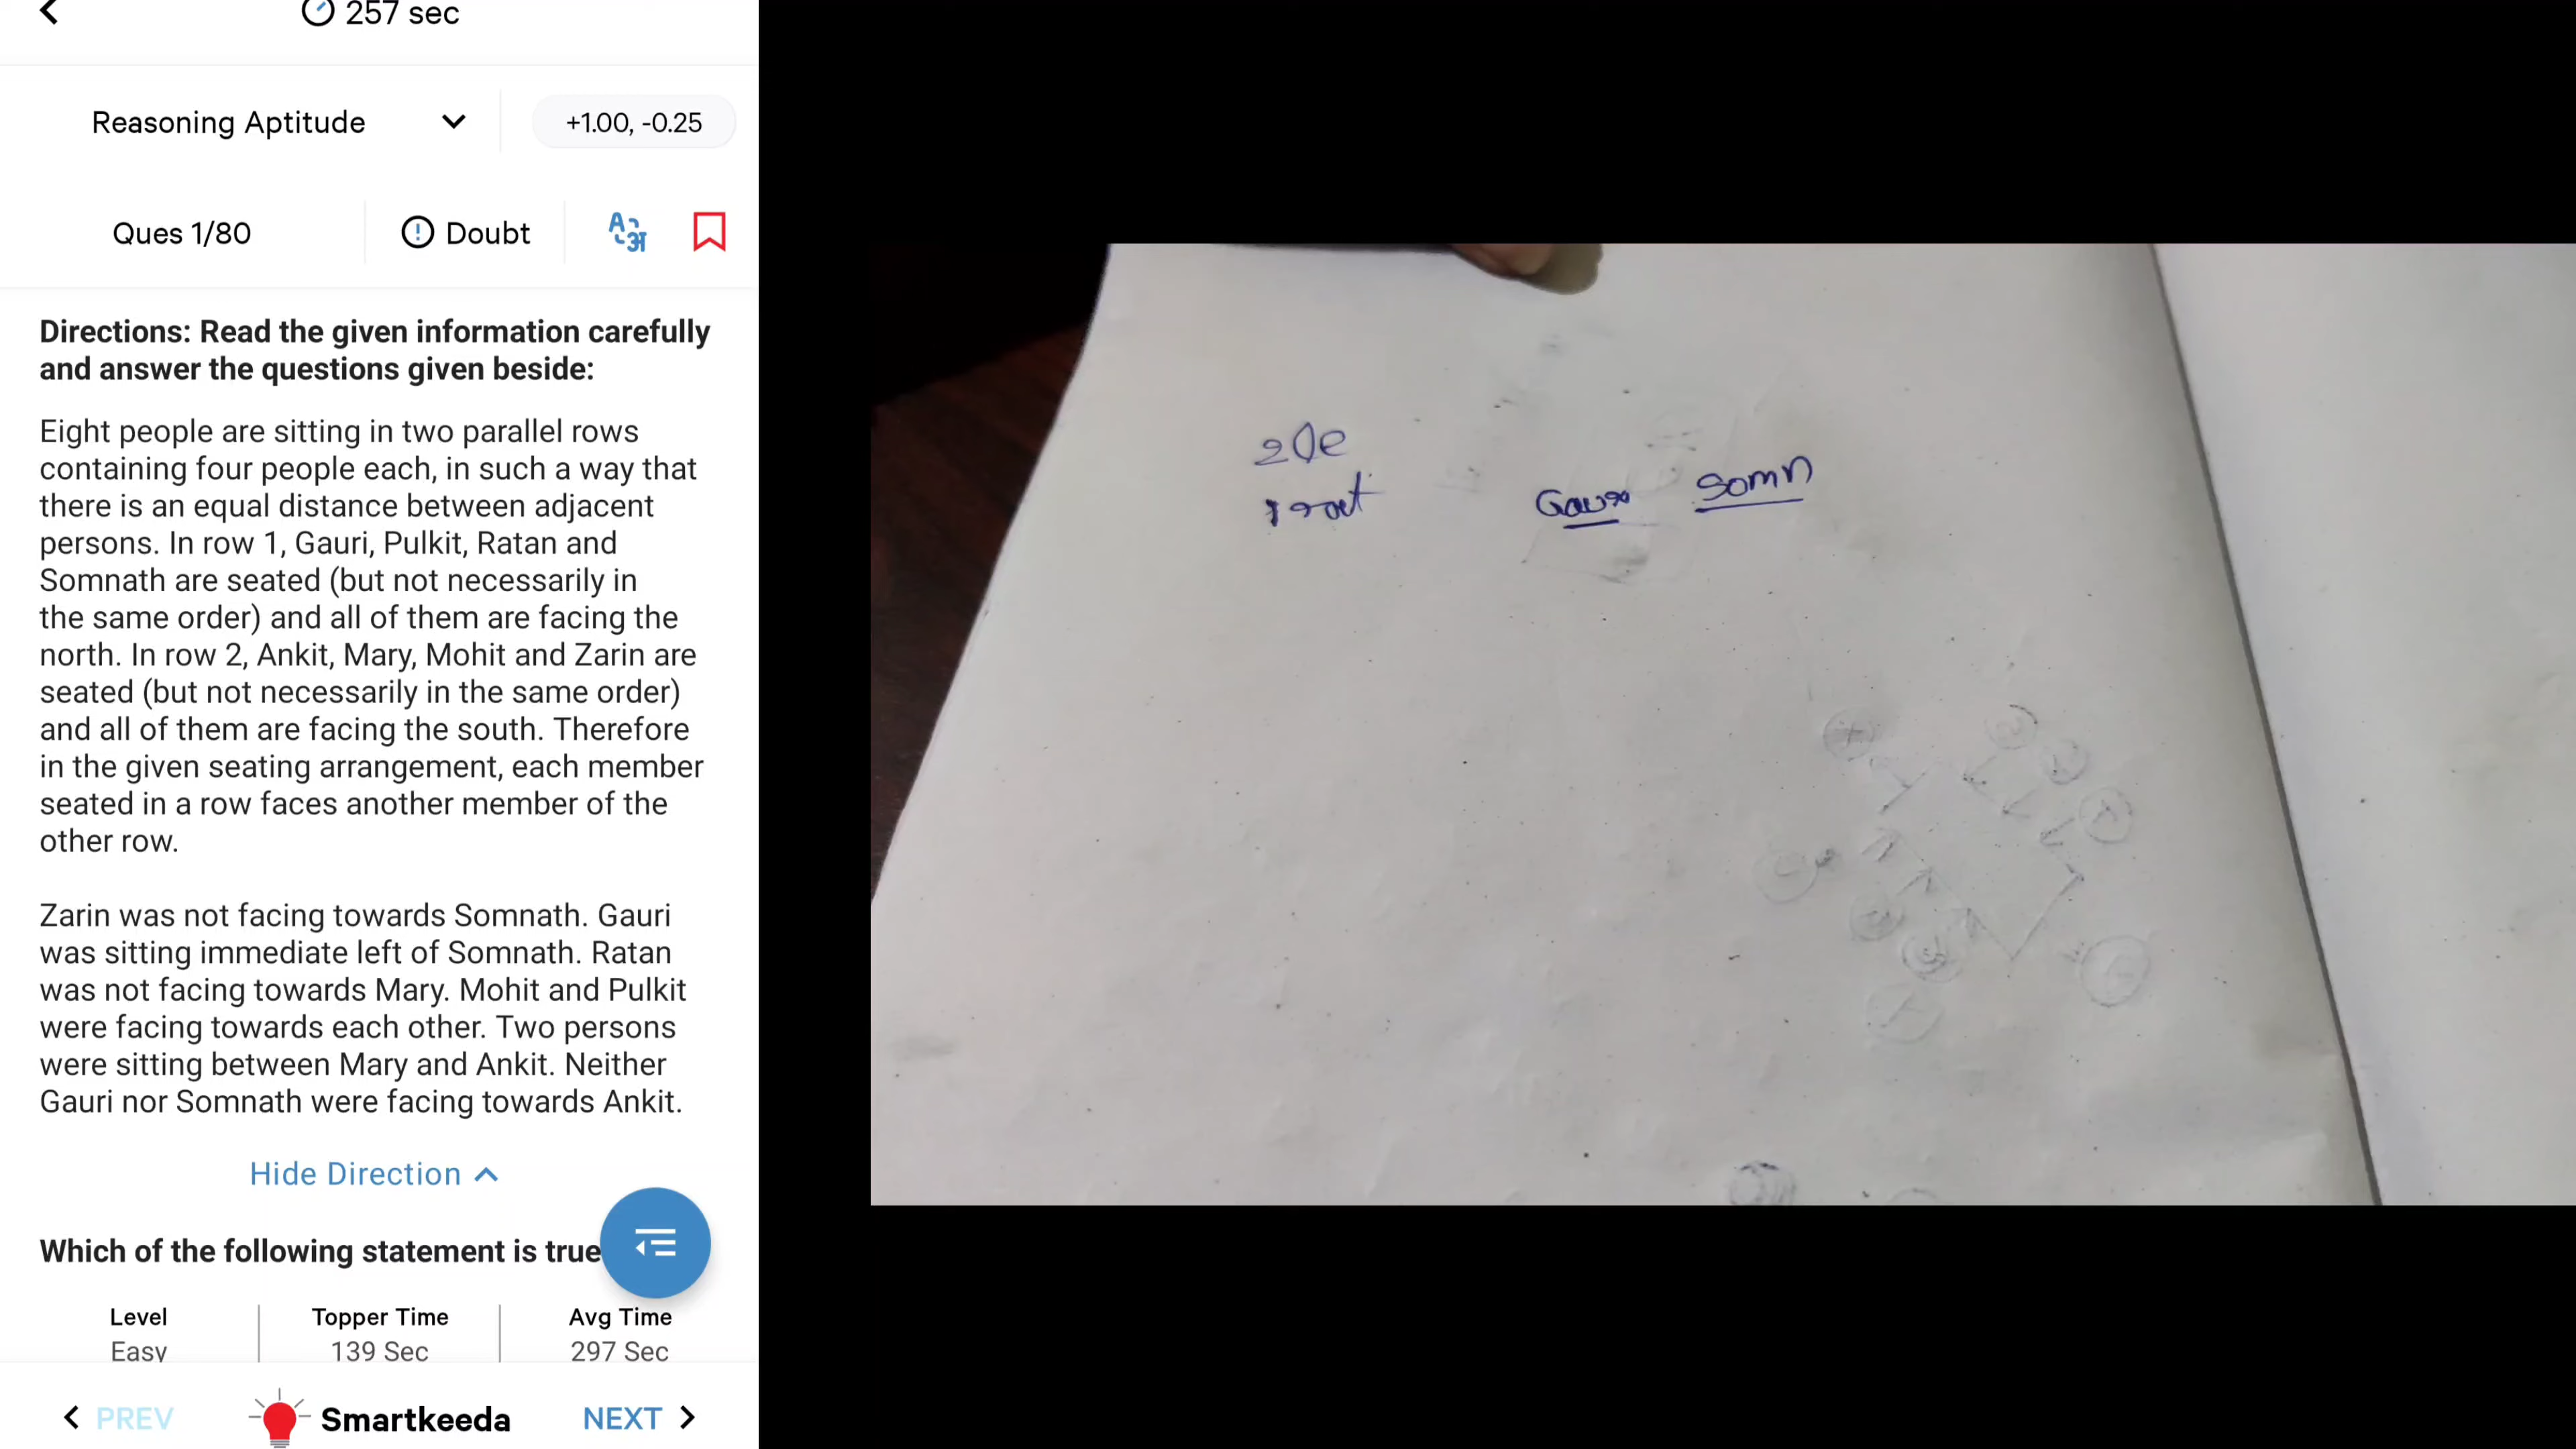 257 sec
Reasoning Aptitude
+1.00, -0.25
Ques 1/80
Doubt
A
अ
Directions: Read the given information carefully
and answer the questions given beside:
Eight people are sitting in two parallel rows
containing four people each, in such a way that
there is an equal distance between adjacent
persons. In row 1, Gauri, Pulkit, Ratan and
Somnath are seated (but not necessarily in
the same order) and all of them are facing the
north. In row 2, Ankit, Mary, Mohit and Zarin are
seated (but not necessarily in the same order)
and all of them are facing the south. Therefore
in the given seating arrangement, each member
seated in a row faces another member of the
other row.
Zarin was not facing towards Somnath. Gauri
was sitting immediate left of Somnath. Ratan
was not facing towards Mary. Mohit and Pulkit
were facing towards each other. Two persons
were sitting between Mary and Ankit. Neither
Gauri nor Somnath were facing towards Ankit.
Hide Direction
Which of the following statement is true
Level
Topper Time
Avg Time
Easy
139 Sec
297 Sec
PREV
Smartkeeda
NEXT
Somn